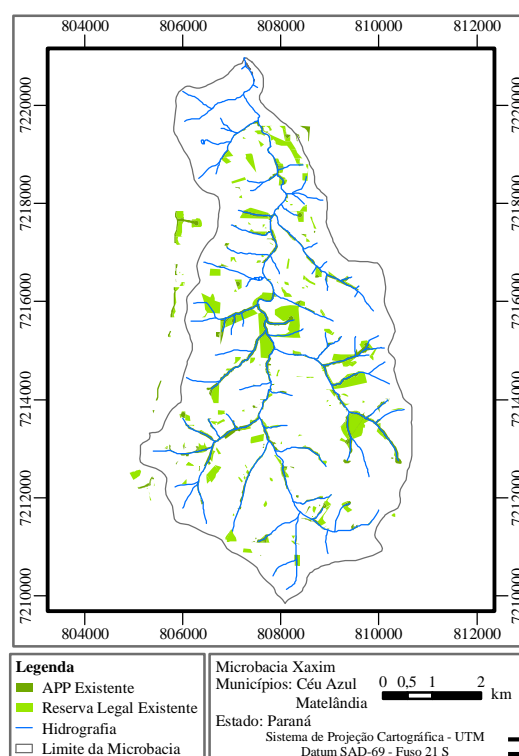 804000 806000 808000 810000 812000
7220000 7220000
7218000 7218000
7216000 7216000
7214000 7214000
7212000 7212000
7210000 7210000
804000 806000 808000 810000 812000
Legenda
APP Existente
Reserva Legal Existente
Hidrografia
Limite da Microbacia
Microbacia Xaxim
Municípios: Céu Azul
Matelândia
Estado: Paraná
0 0,5 1 2
km
Sistema de Projeção Cartográfica - UTM
Datum SAD-69 - Fuso 21 S